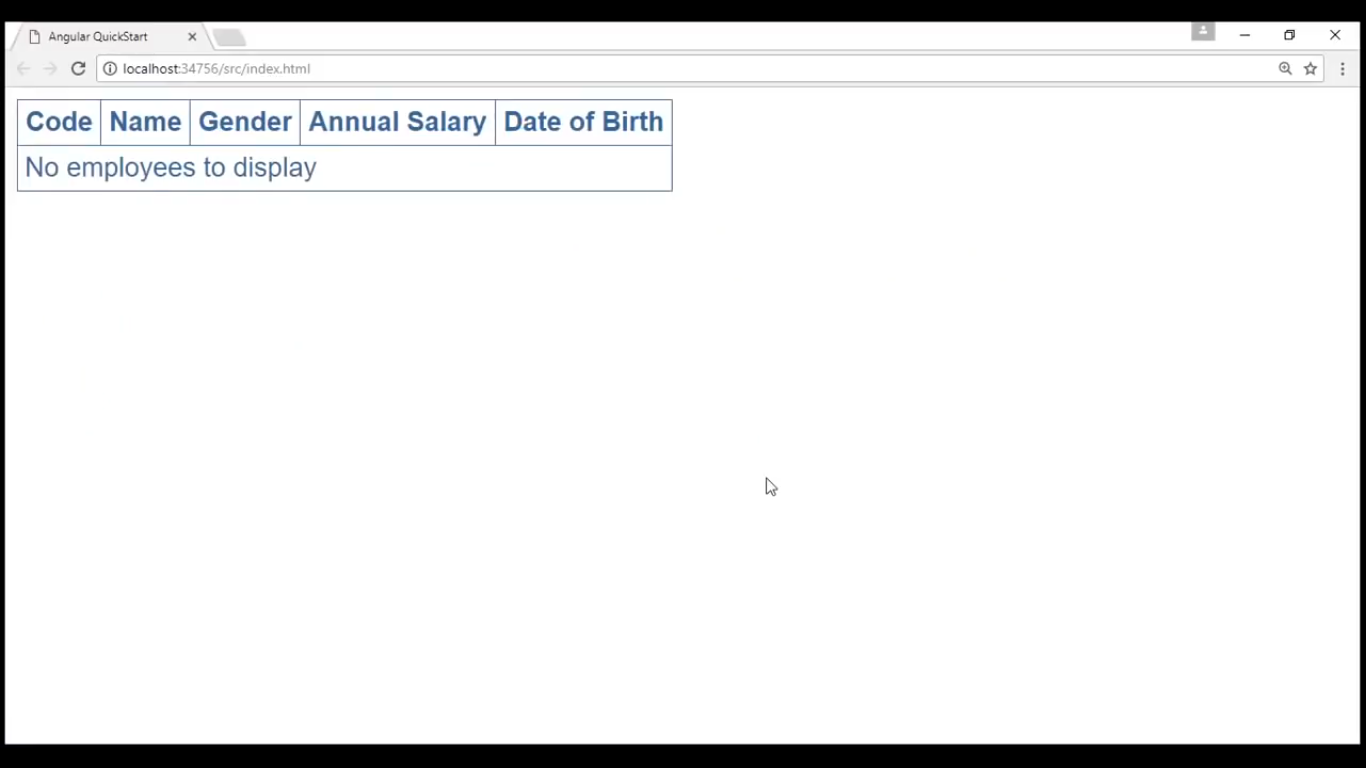 Angular QuickStart
localhost:34756/src/index.html
Code Name Gender Annual Salary Date of Birth
No employees to display